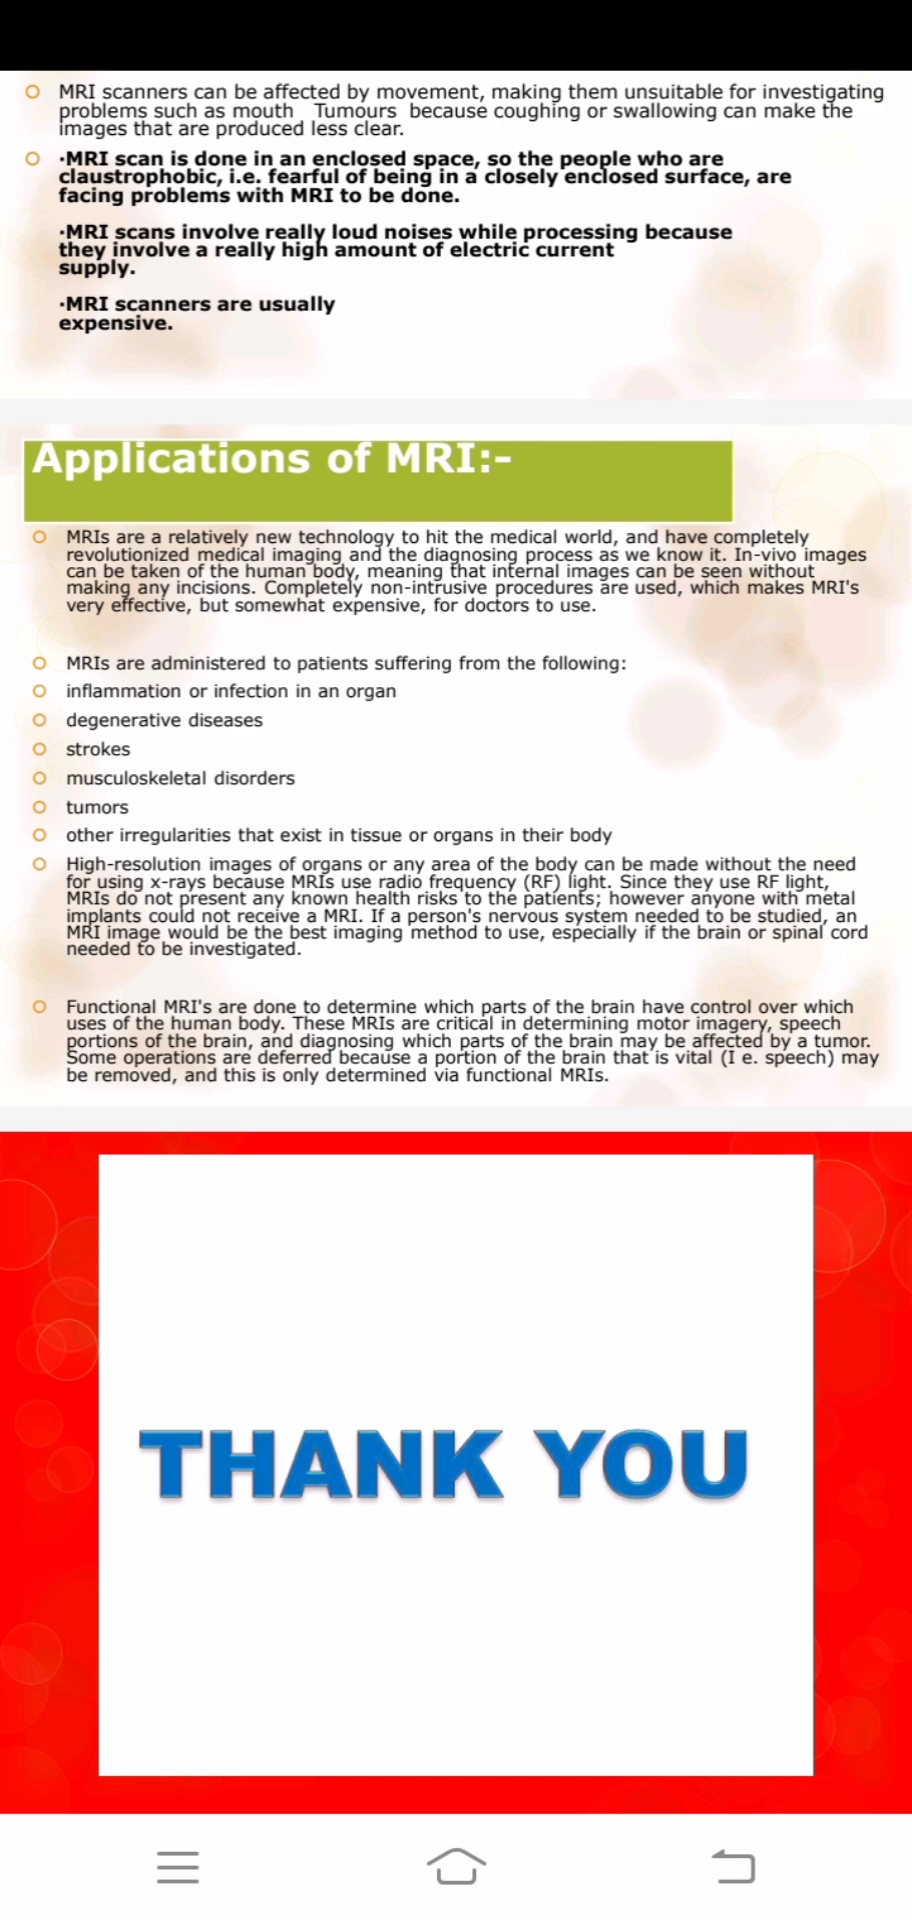 MRI scanners can be affected by movement, making them unsuitable for investigating
problems such as mouth Tumours because coughing or swallowing can make the
images that are produced less clear.
·MRI scan is done in an enclosed space, so the people who are
claustrophobic, i.e. fearful of being in a closely enclosed surface, are
facing problems with MRI to be done.
·MRI scans involve really loud noises while processing because
they involve a really high amount of electric current
supply.
·MRI scanners are usually
expensive.
Applications of MRI:-
MRIs are a relatively new technology to hit the medical world, and have completely
revolutionized medical imaging and the diagnosing process as we know it. In-vivo images
can be taken of the human body, meaning that internal images can be seen without
making any incisions. Completely non-intrusive procedures are used, which makes MRI's
very effective, but somewhat expensive, for doctors to use.
MRIs are administered to patients suffering from the following:
inflammation or infection in an organ
degenerative diseases
strokes
musculoskeletal disorders
tumors
other irregularities that exist in tissue or organs in their body
High-resolution images of organs or any area of the body can be made without the need
for using x-rays because MRIs use radio frequency (RF) light. Since they use RF light,
MRIs do not present any known health risks to the patients; however anyone with metal
implants could not receive a MRI. If a person's nervous system needed to be studied, an
MRI image would be the best imaging method to use, especially if the brain or spinal cord
needed to be investigated.
Functional MRI's are done to determine which parts of the brain have control over which
uses of the human body. These MRIs are critical in determining motor imagery, speech
portions of the brain, and diagnosing which parts of the brain may be affected by a tumor.
Some operations are deferred because a portion of the brain that is vital (I e. speech) may
be removed, and this is only determined via functional MRIs.
THANK YOU